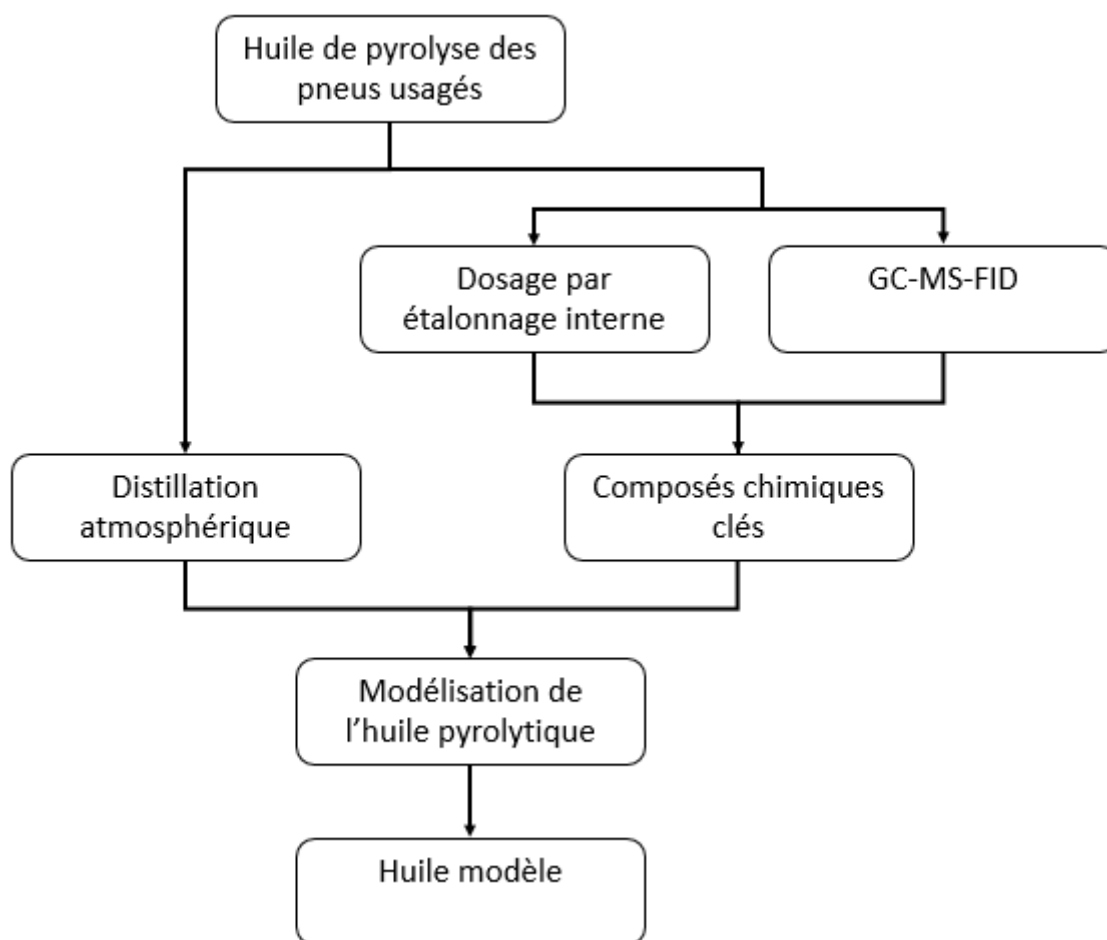 Huile de pyrolyse des
pneus usagés
Dosage par
étalonnage interne
GC-MS-FID
Distillation
atmosphérique
Composés chimiques
clés
Modélisation de
l’huile pyrolytique
Huile modèle